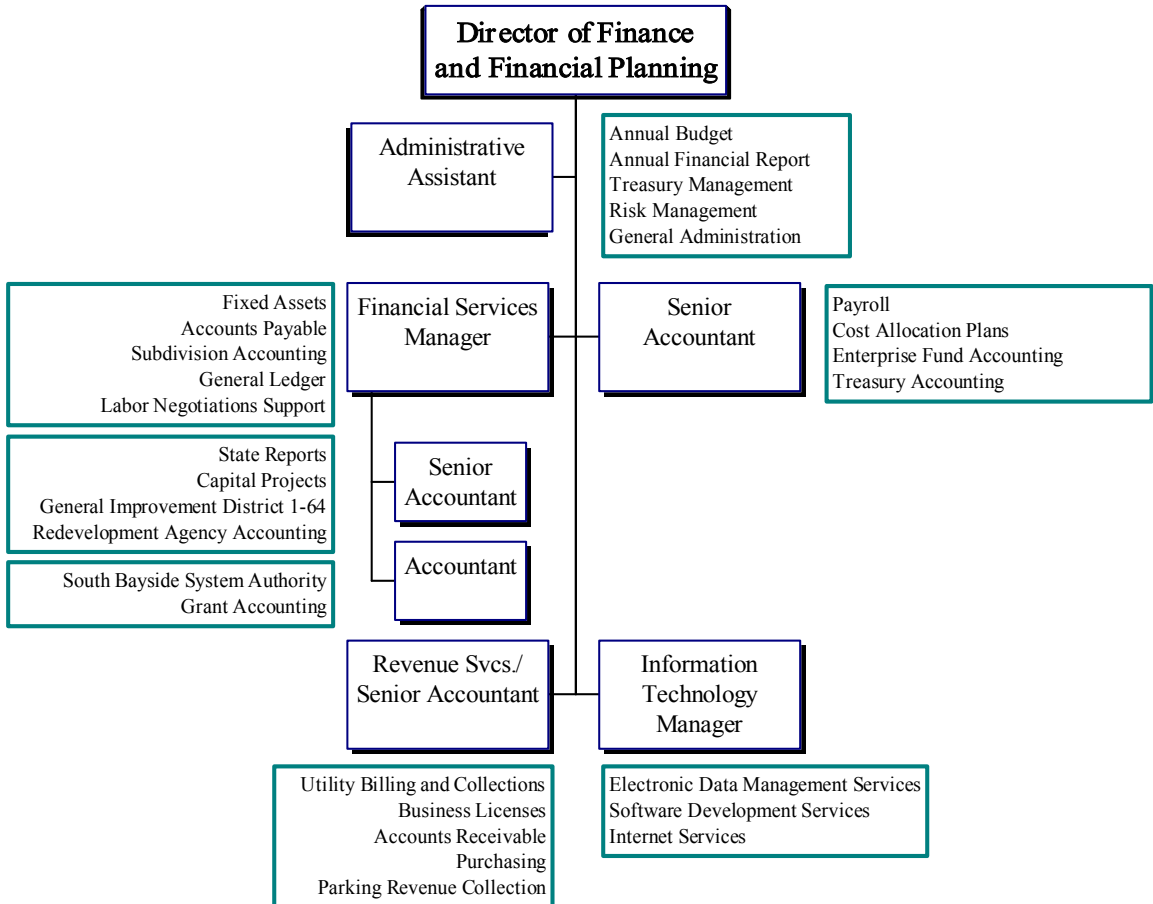 Director of Finance
and Financial Planning
Administrative
Assistant
Annual Budget
Annual Financial Report
Treasury Management
Risk Management
General Administration
Fixed Assets
Accounts Payable
Subdivision Accounting
General Ledger
Labor Negotiations Support
Financial Services
Manager
Senior
Accountant
Payroll
Cost Allocation Plans
Enterprise Fund Accounting
Treasury Accounting
State Reports
Capital Projects
General Improvement District 1-64
Redevelopment Agency Accounting
Senior
Accountant
South Bayside System Authority
Grant Accounting
Accountant
Revenue Svcs./
Senior Accountant
Information
Technology
Manager
Utility Billing and Collections
Business Licenses
Accounts Receivable
Purchasing
Parking Revenue Collection
Electronic Data Management Services
Software Development Services
Internet Services